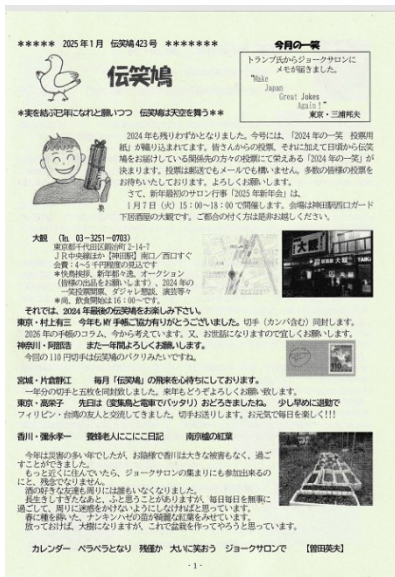 ***** 2025年1月 伝笑鳩423号 *******
今月の一笑
トランプ氏からジョークサロンに
メモが届きました。
"Make
Japan
Great Jokes
Again!"
東京・三浦邦夫
伝笑鳩
*実を結ぶ巳年になれと願いつつ 伝笑鳩は天空を舞う**
2024年も残りわずかとなりました。今号には、「2024年の一笑 投票用
紙」が織り込まれてます。皆さんからの投票、それに加えて日頃から伝笑
鳩をお届けしている関係先の方々の投票にて栄えある「2024年の一笑」が
決まります。投票は郵送でもメールでも構いません。多数の皆様の投票を
お待ちいたしております。よろしくお願いします。
さて、新年最初のサロン行事「2025年新年会」は、
1月7日(火)15:00~18:00で開催します。会場は神田駅西口ガード
下居酒屋の大観です。ご都合の付く方は是非お越しください。
大観 (℡ 03-3251-0703)
東京都千代田区鍛冶町2-14-7
JR中央線ほか【神田駅】南口/西口すぐ
会費:4~5千円程度の見込です
*快気挨拶、新年都々逸、オークション
(皆様の出品をお願いします)、2024年の
一笑投票開票、ダジャレ懇談、演芸等々
*尚、飲食開始は16:00~です。
大観
それでは、2024年最後の伝笑鳩をお楽しみ下さい。
東京・村上有三 今年もMY手帳ご協力有りがとうございました。切手(カンパ含む)同封します。
2026年の手帳のコラム、今から考えています。又、お世話になりますので宜しくお願いします。
神奈川・阿部浩 また一年間よろしくお願いします。
今回の110円切手は伝笑鳩のパクリみたいですね。
宮城・片倉静江 毎月「伝笑鳩」の飛来を心待ちにしております。
一年分の切手と五枚を同封致しました。来年もどうぞよろしくお願い致します。
東京・高栄子 先日は(変集鳥と電車でバッタリ)おどろきましたね。 少し早めに退勤で
フィリピン・台湾の友人と交流してきました。切手お送りします。お元気で毎日を楽しく!!!
香川・彌永孝一 養蜂老人にこにこ日記 南京櫨の紅葉
今年は災害の多い年でしたが、お陰様で香川は大きな被害もなく、過ご
すことができました。
もっと近くに住んでいたら、ジョークサロンの集まりにも参加出来るの
にと、残念でなりません。
酒の好きな友達も周りには誰もいなくなりました。
長生きしすぎたなあと、ふと思うことがありますが、毎日毎日を無事に
過ごして、周りに迷惑をかけないようにしなければと思っています。
春に種を蒔いた、ナンキンハゼの苗が綺麗な紅葉をみせています。
放っておけば、大樹になりますが、これで盆栽を作ってやろうと思っています。
カレンダー ペラペラとなり 残僅か 大いに笑おう ジョークサロンで 【曽田英夫】
- 1 -